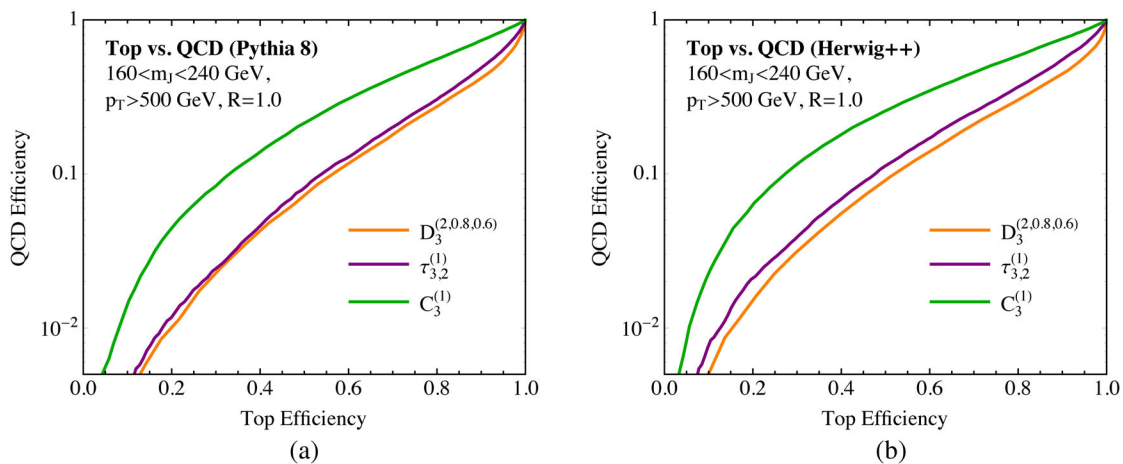 1
Top vs. QCD (Pythia 8)
160<m_J<240 GeV,
p_T>500 GeV, R=1.0
QCD Efficiency
0.1
D_3^(2,0.8,0.6)
τ_3,2^(1)
C_3^(1)
10^-2
0.0 0.2 0.4 0.6 0.8 1.0
Top Efficiency
(a)
1
Top vs. QCD (Herwig++)
160<m_J<240 GeV,
p_T>500 GeV, R=1.0
QCD Efficiency
0.1
D_3^(2,0.8,0.6)
τ_3,2^(1)
C_3^(1)
10^-2
0.0 0.2 0.4 0.6 0.8 1.0
Top Efficiency
(b)